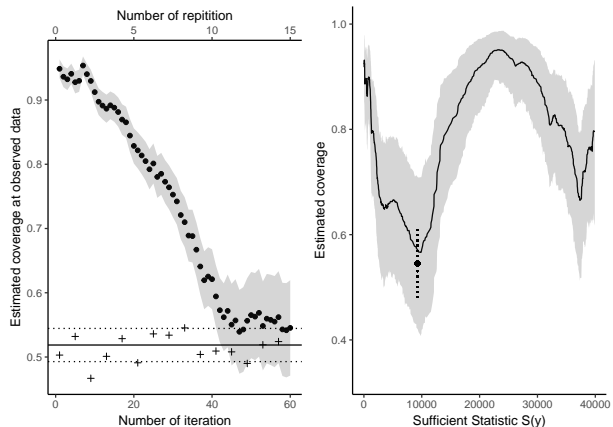 Number of repitition
0 5 10 15
Estimated coverage at observed data
0.9
0.8
0.7
0.6
0.5
0 20 40 60
Number of iteration
Estimated coverage
1.0
0.8
0.6
0.4
0 10000 20000 30000 40000
Sufficient Statistic S(y)